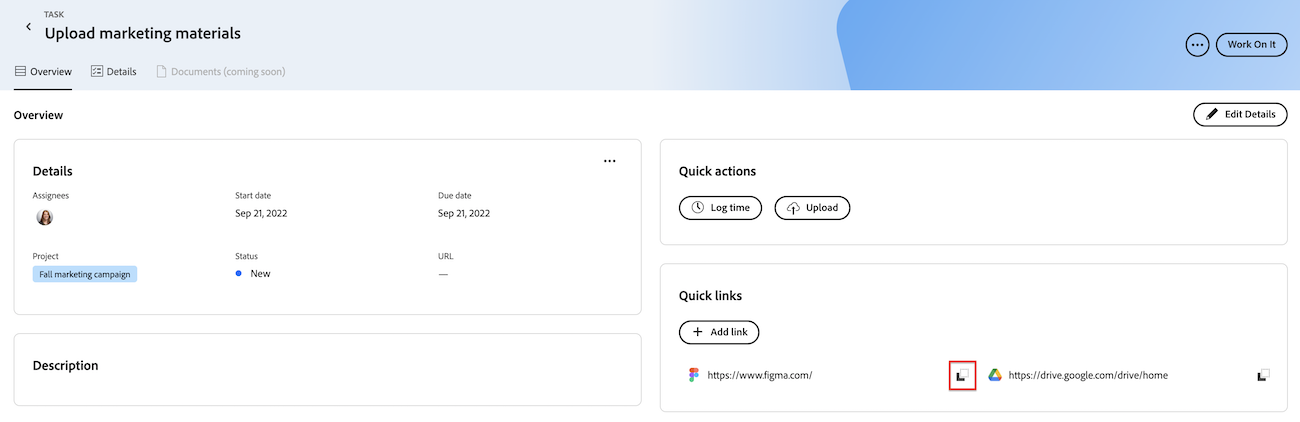 TASK
Upload marketing materials
Work On It
Overview
Details
Documents (coming soon)
Overview
Edit Details
Details
Assignees
Start date
Due date
Sep 21, 2022
Sep 21, 2022
Project
Status
URL
Fall marketing campaign
New
—
Description
Quick actions
Log time
Upload
Quick links
+ Add link
https://www.figma.com/
https://drive.google.com/drive/home